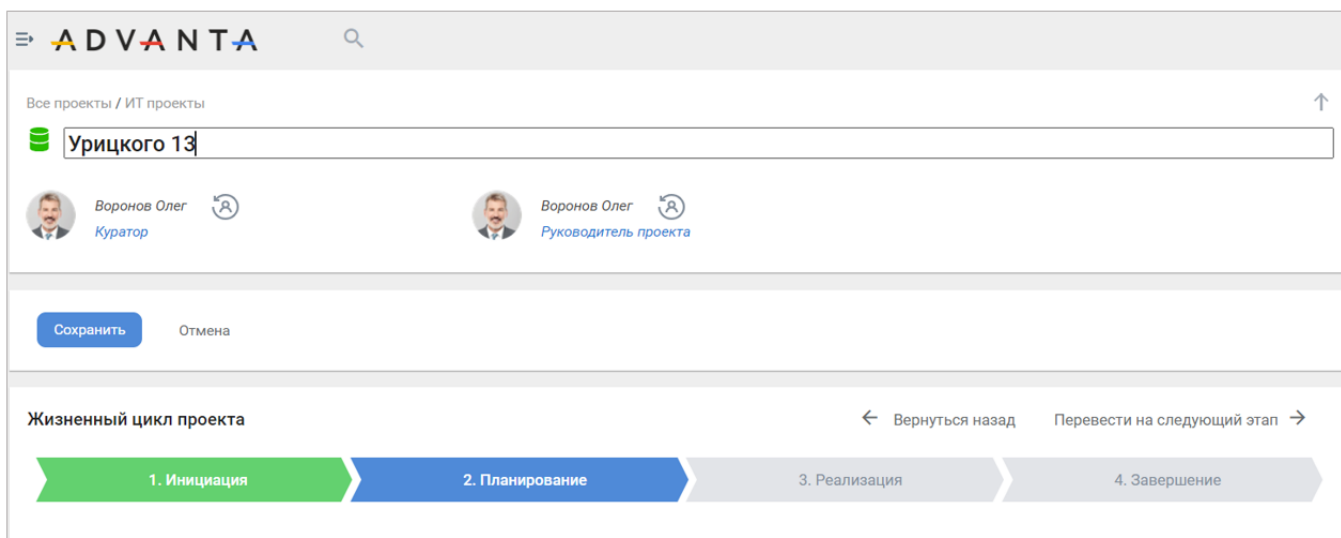 ADVANTA
Все проекты / ИТ проекты
Урицкого 13
Воронов Олег
Куратор
Воронов Олег
Руководитель проекта
Сохранить Отмена
Жизненный цикл проекта Вернуться назад Перевести на следующий этап
1. Инициация 2. Планирование 3. Реализация 4. Завершение